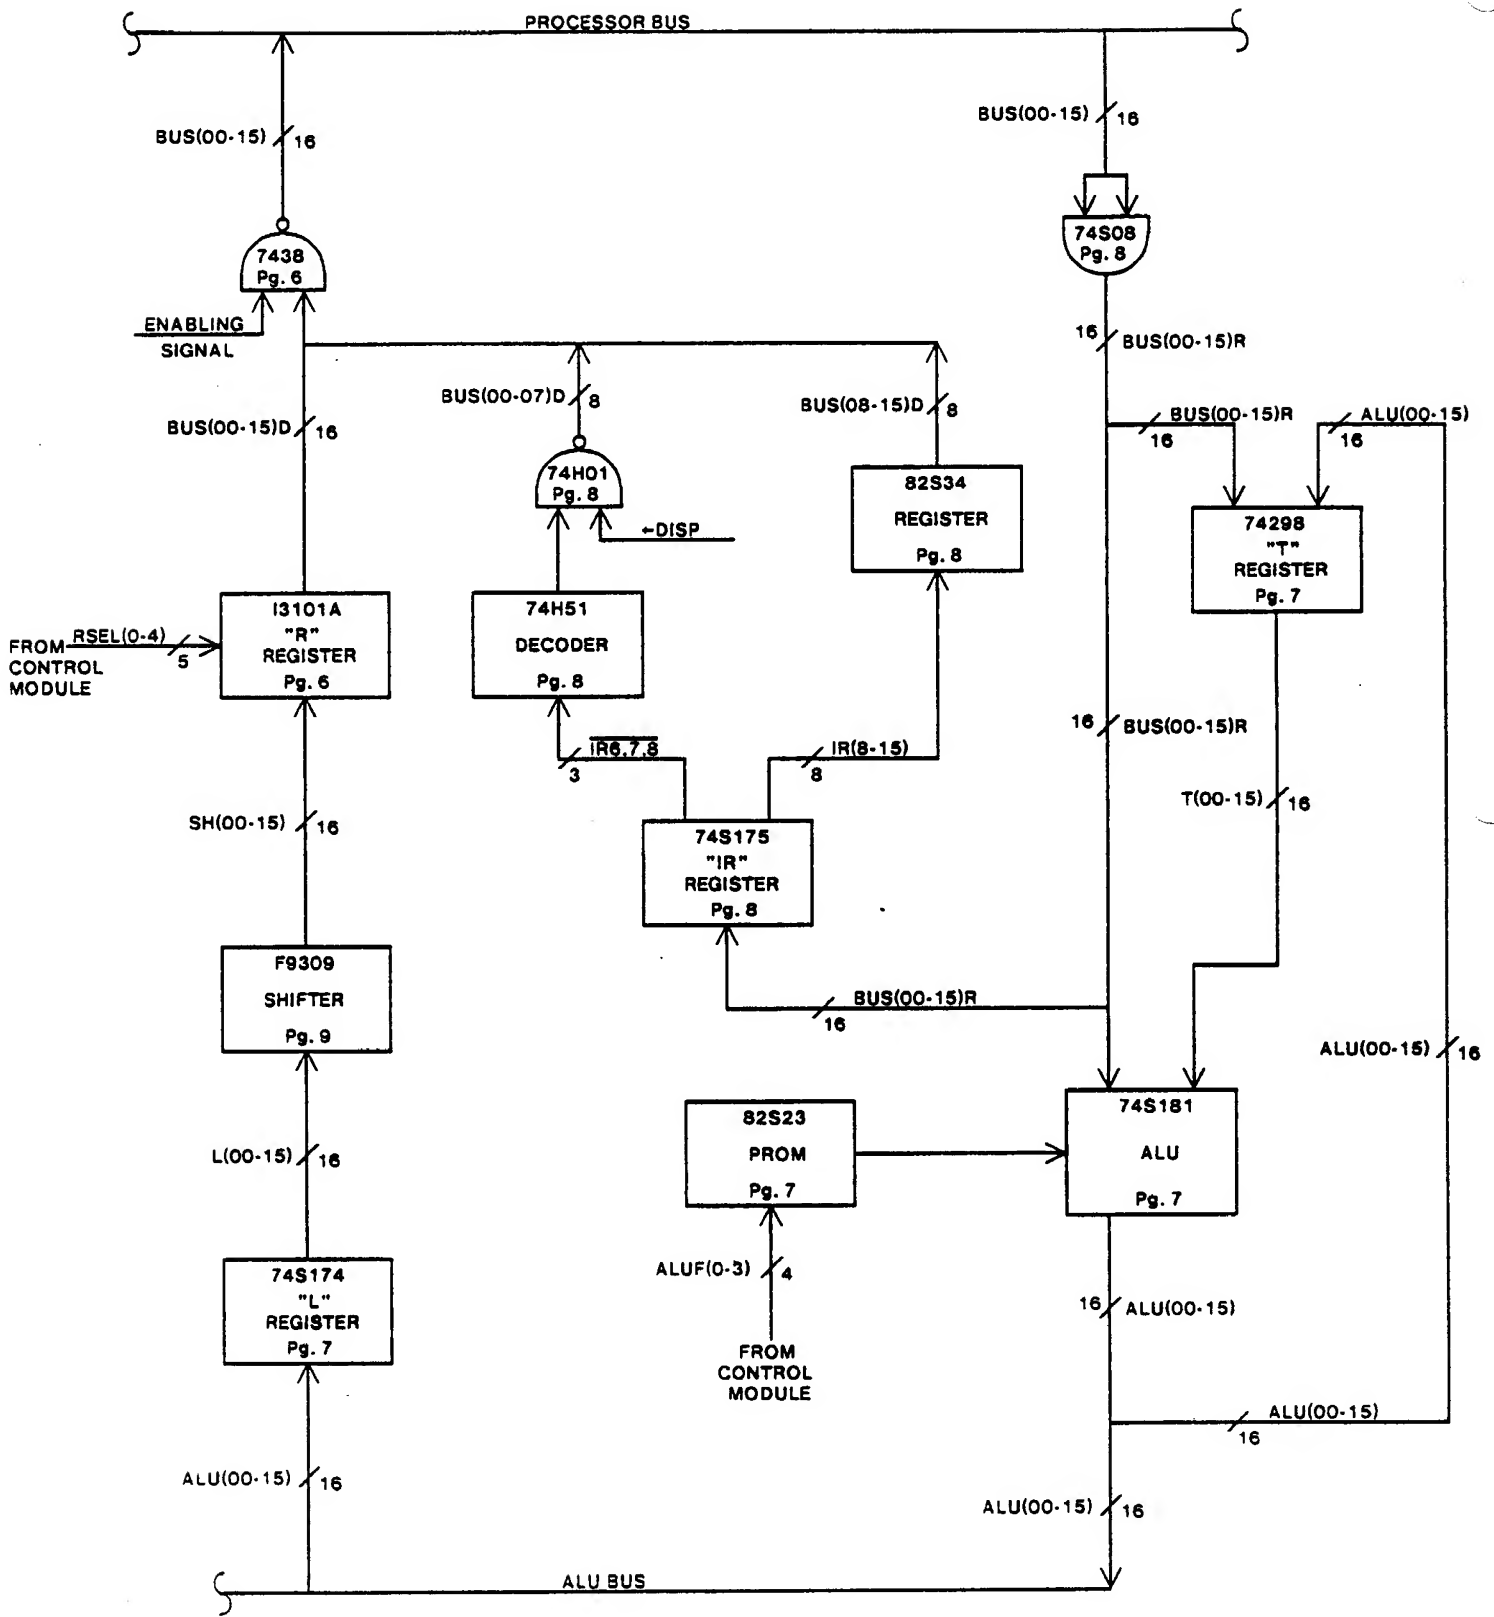 PROCESSOR BUS
BUS(00-15) 16
BUS(00-15) 16
7438
Pg. 6
74S08
Pg. 8
ENABLING
SIGNAL
16 BUS(00-15)R
BUS(00-07)D 8
BUS(08-15)D 8
BUS(00-15)D 16
BUS(00-15)R
16
ALU(00-15)
16
74H01
Pg. 8
←DISP
82S34
REGISTER
Pg. 8
74298
"T"
REGISTER
Pg. 7
I3101A
"R"
REGISTER
Pg. 6
RSEL(0-4)
5
FROM
CONTROL
MODULE
74H51
DECODER
Pg. 8
IR6,7,8
3
IR(8-15)
8
16 BUS(00-15)R
T(00-15) 16
SH(00-15) 16
74S175
"IR"
REGISTER
Pg. 8
F9309
SHIFTER
Pg. 9
BUS(00-15)R
16
ALU(00-15) 16
82S23
PROM
Pg. 7
74S181
ALU
Pg. 7
L(00-15) 16
ALUF(0-3) 4
FROM
CONTROL
MODULE
74S174
"L"
REGISTER
Pg. 7
16 ALU(00-15)
ALU(00-15)
16
ALU(00-15) 16
ALU(00-15) 16
ALU BUS